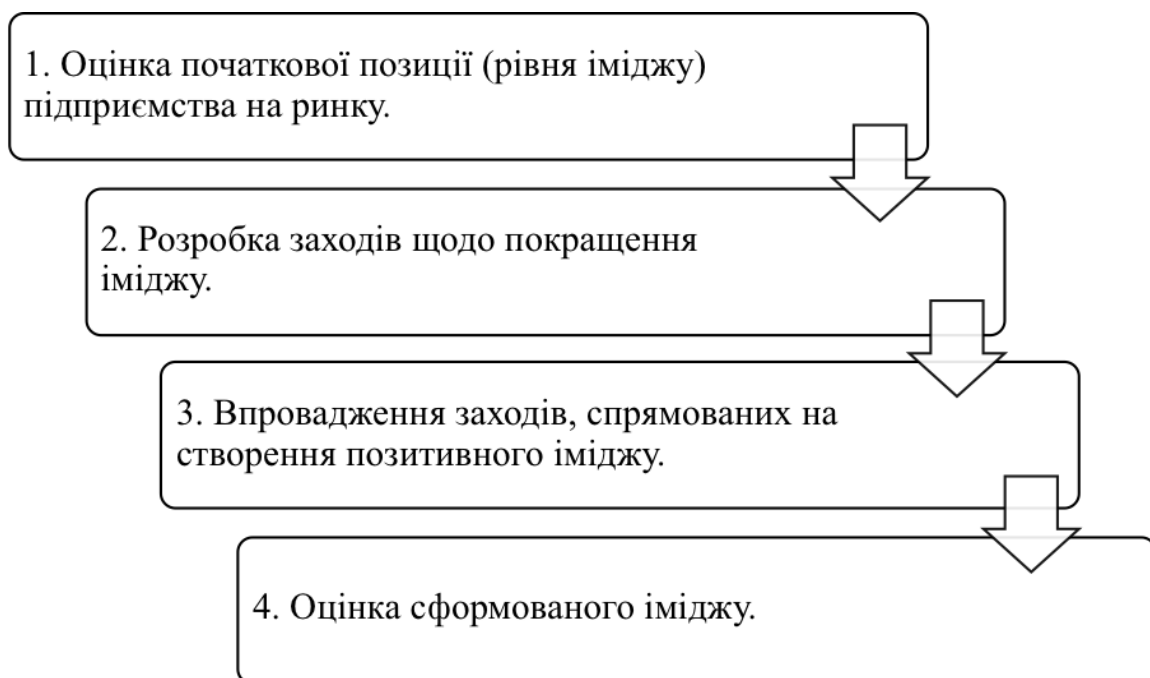 1. Оцінка початкової позиції (рівня іміджу)
підприємства на ринку.
2. Розробка заходів щодо покращення
іміджу.
3. Впровадження заходів, спрямованих на
створення позитивного іміджу.
4. Оцінка сформованого іміджу.